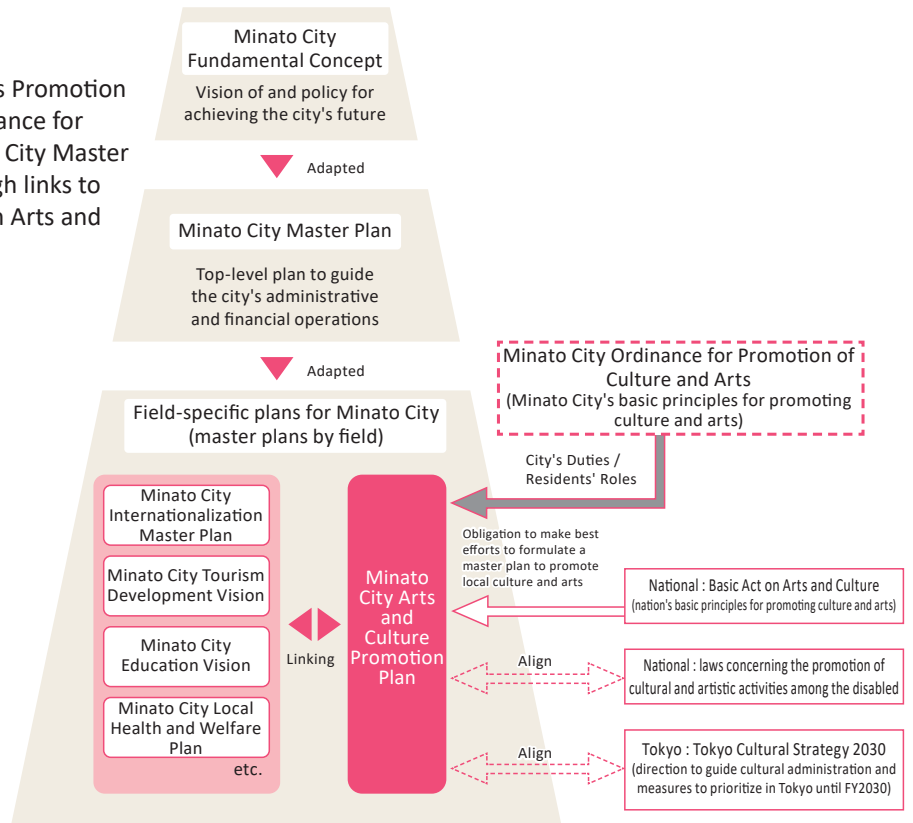 Minato City
Fundamental Concept
Vision of and policy for
achieving the city's future
s Promotion
ance for
City Master
gh links to
n Arts and
Adapted
Minato City Master Plan
Top-level plan to guide
the city's administrative
and financial operations
Adapted
Minato City Ordinance for Promotion of
Culture and Arts
(Minato City's basic principles for promoting
culture and arts)
Field-specific plans for Minato City
(master plans by field)
City's Duties /
Residents' Roles
Minato City
Internationalization
Master Plan
Minato City Tourism
Development Vision
Minato City
Education Vision
Minato City Local
Health and Welfare
Plan
etc.
Linking
Minato
City Arts
and
Culture
Promotion
Plan
Obligation to make best
efforts to formulate a
master plan to promote
local culture and arts
National : Basic Act on Arts and Culture
(nation's basic principles for promoting culture and arts)
Align
National : laws concerning the promotion of
cultural and artistic activities among the disabled
Align
Tokyo : Tokyo Cultural Strategy 2030
(direction to guide cultural administration and
measures to prioritize in Tokyo until FY2030)